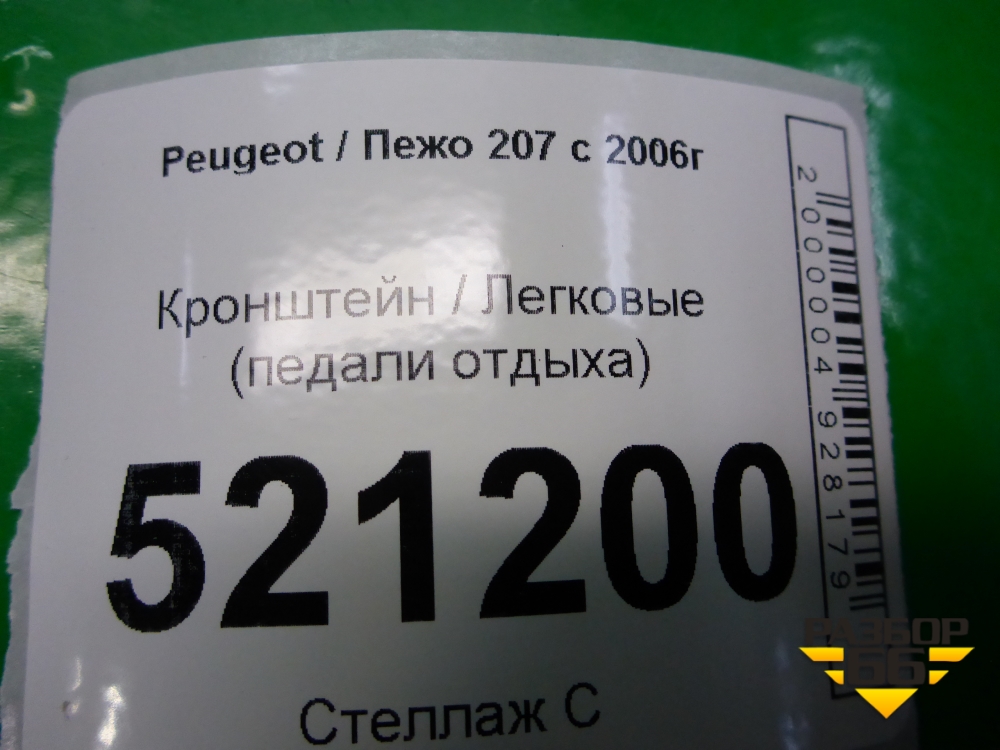 Peugeot / Пежо 207 с 2006г
Кронштейн / Легковые
(педали отдыха)
521200
Стеллаж С
2000004928179
РАЗБОР
66